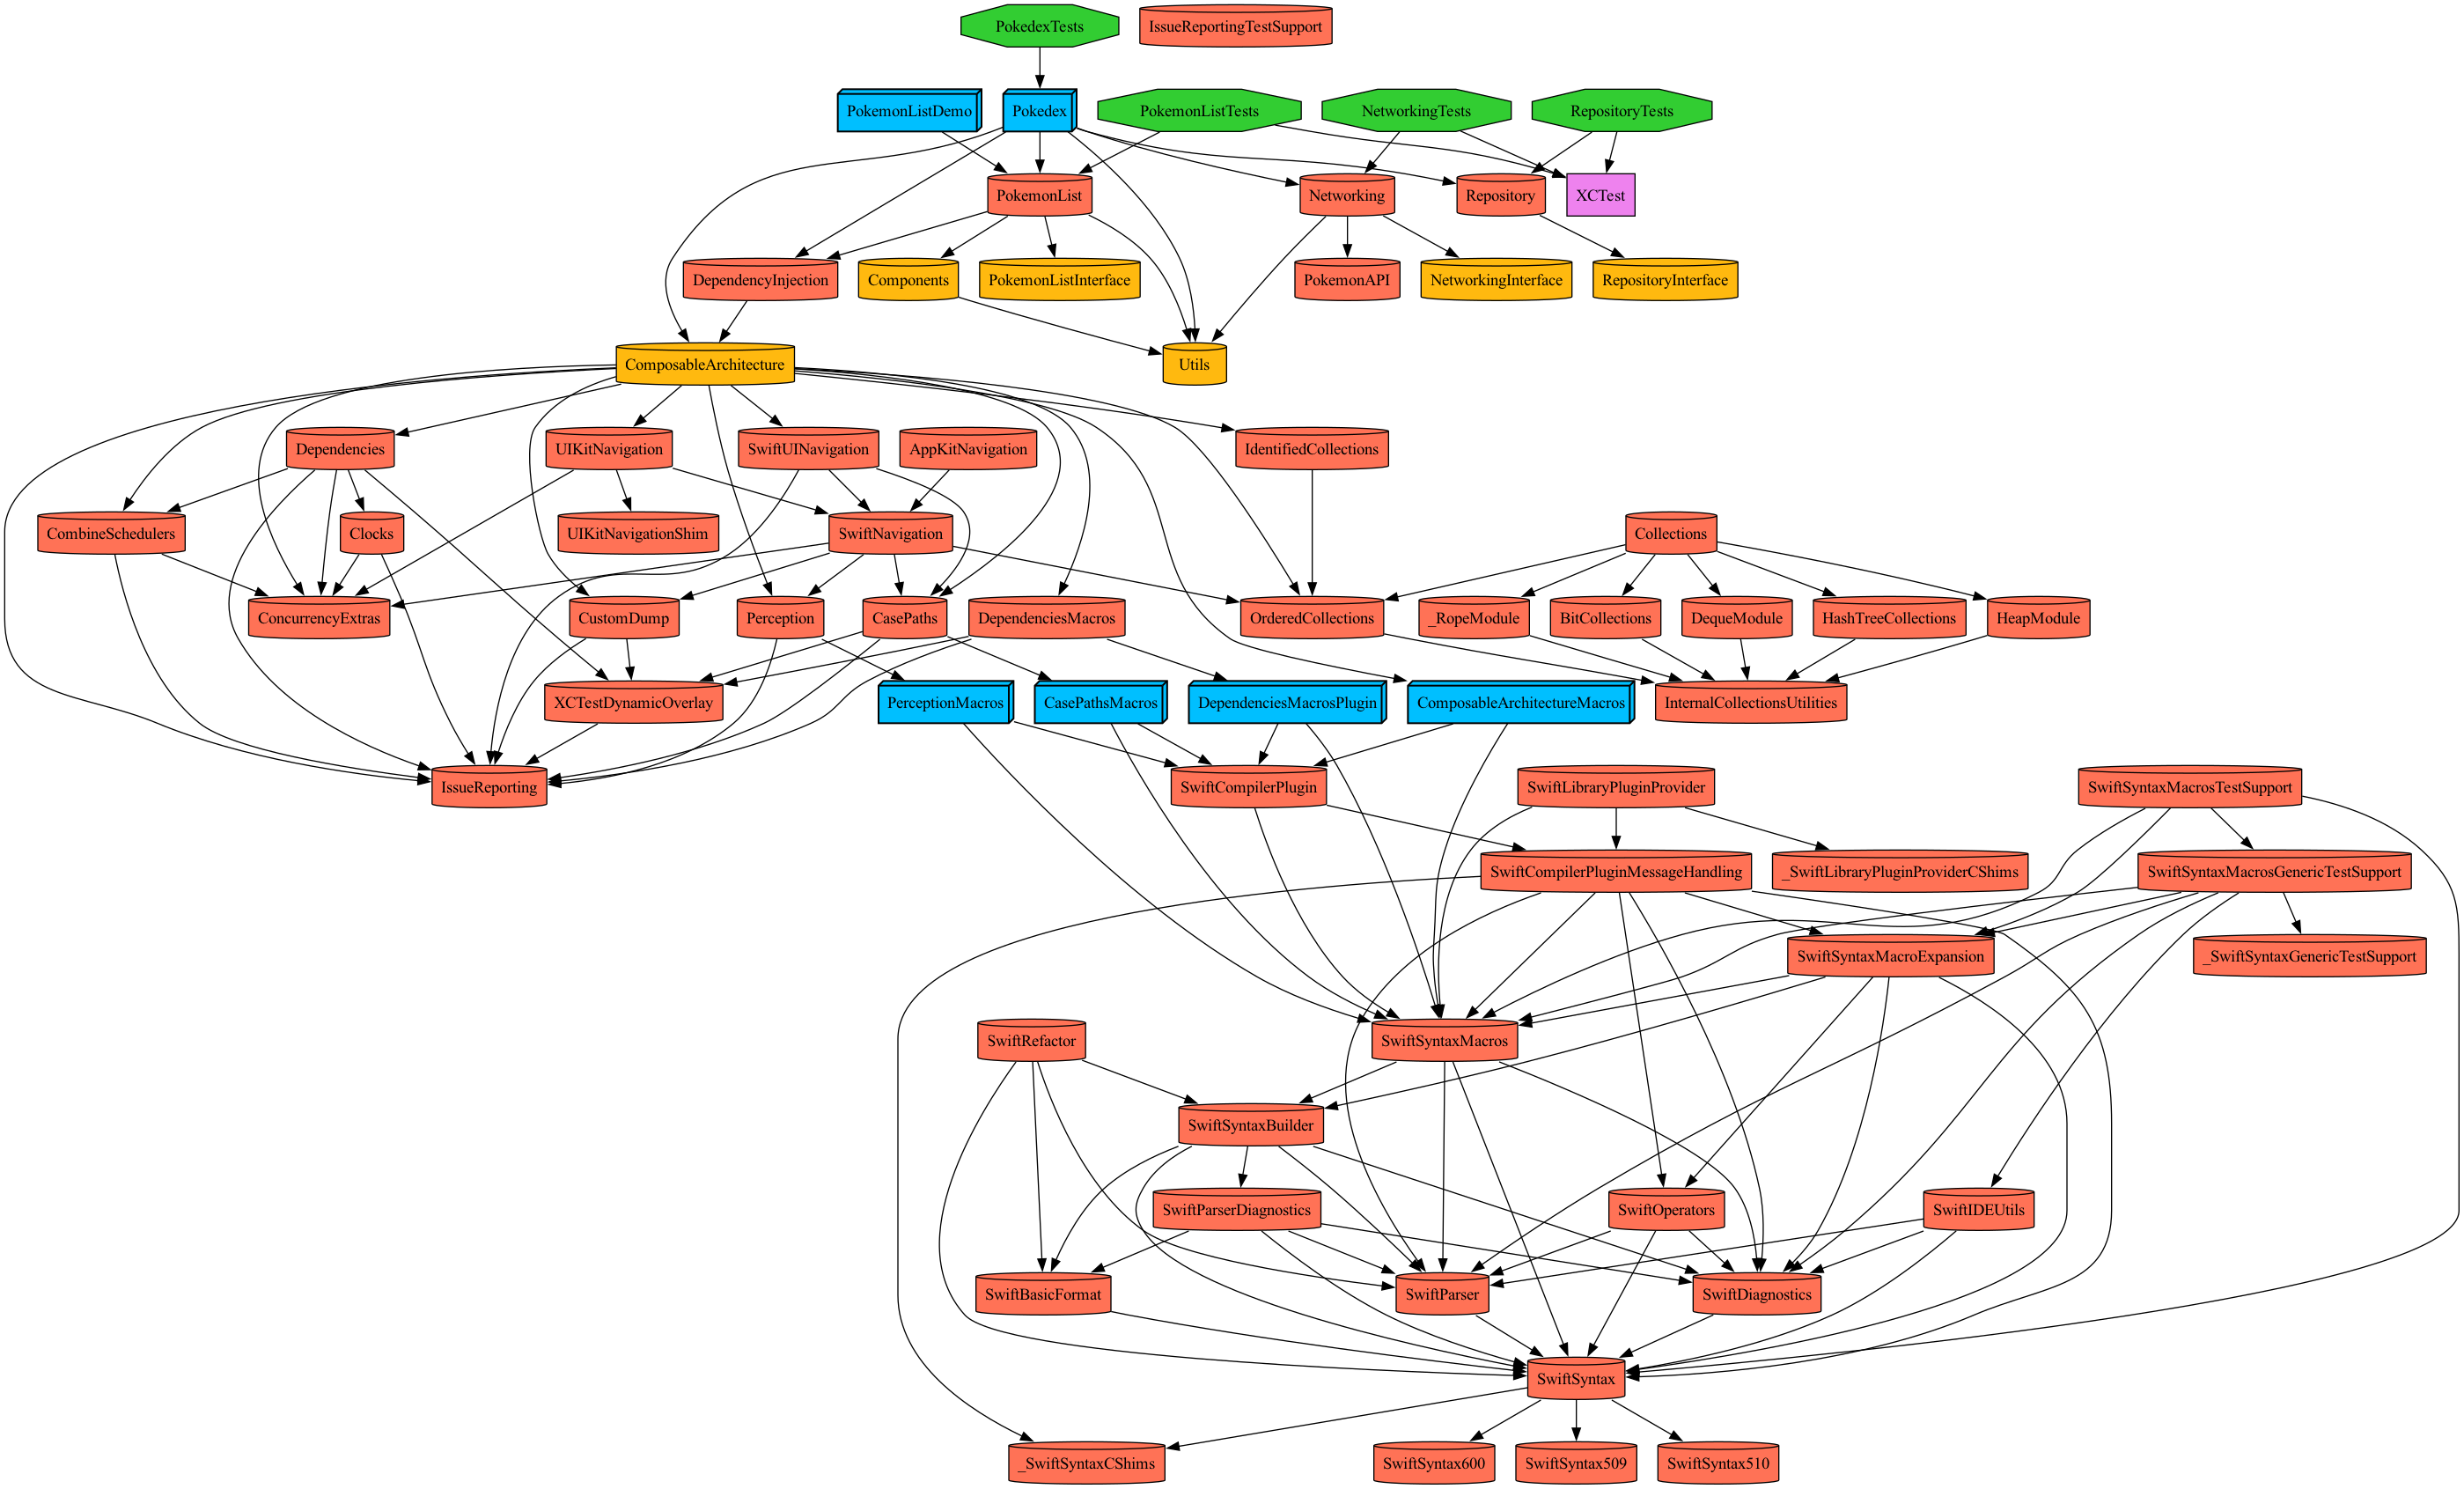 PokedexTests
IssueReportingTestSupport
PokemonListDemo
Pokedex
PokemonListTests
NetworkingTests
RepositoryTests
PokemonList
Networking
Repository
XCTest
DependencyInjection
Components
PokemonListInterface
PokemonAPI
NetworkingInterface
RepositoryInterface
ComposableArchitecture
Utils
Dependencies
UIKitNavigation
SwiftUINavigation
AppKitNavigation
IdentifiedCollections
CombineSchedulers
Clocks
UIKitNavigationShim
SwiftNavigation
Collections
ConcurrencyExtras
CustomDump
Perception
CasePaths
DependenciesMacros
OrderedCollections
_RopeModule
BitCollections
DequeModule
HashTreeCollections
HeapModule
XCTestDynamicOverlay
PerceptionMacros
CasePathsMacros
DependenciesMacrosPlugin
ComposableArchitectureMacros
InternalCollectionsUtilities
IssueReporting
SwiftCompilerPlugin
SwiftLibraryPluginProvider
SwiftSyntaxMacrosTestSupport
SwiftCompilerPluginMessageHandling
_SwiftLibraryPluginProviderCShims
SwiftSyntaxMacrosGenericTestSupport
SwiftSyntaxMacroExpansion
_SwiftSyntaxGenericTestSupport
SwiftRefactor
SwiftSyntaxMacros
SwiftSyntaxBuilder
SwiftParserDiagnostics
SwiftOperators
SwiftIDEUtils
SwiftBasicFormat
SwiftParser
SwiftDiagnostics
SwiftSyntax
_SwiftSyntaxCShims
SwiftSyntax600
SwiftSyntax509
SwiftSyntax510